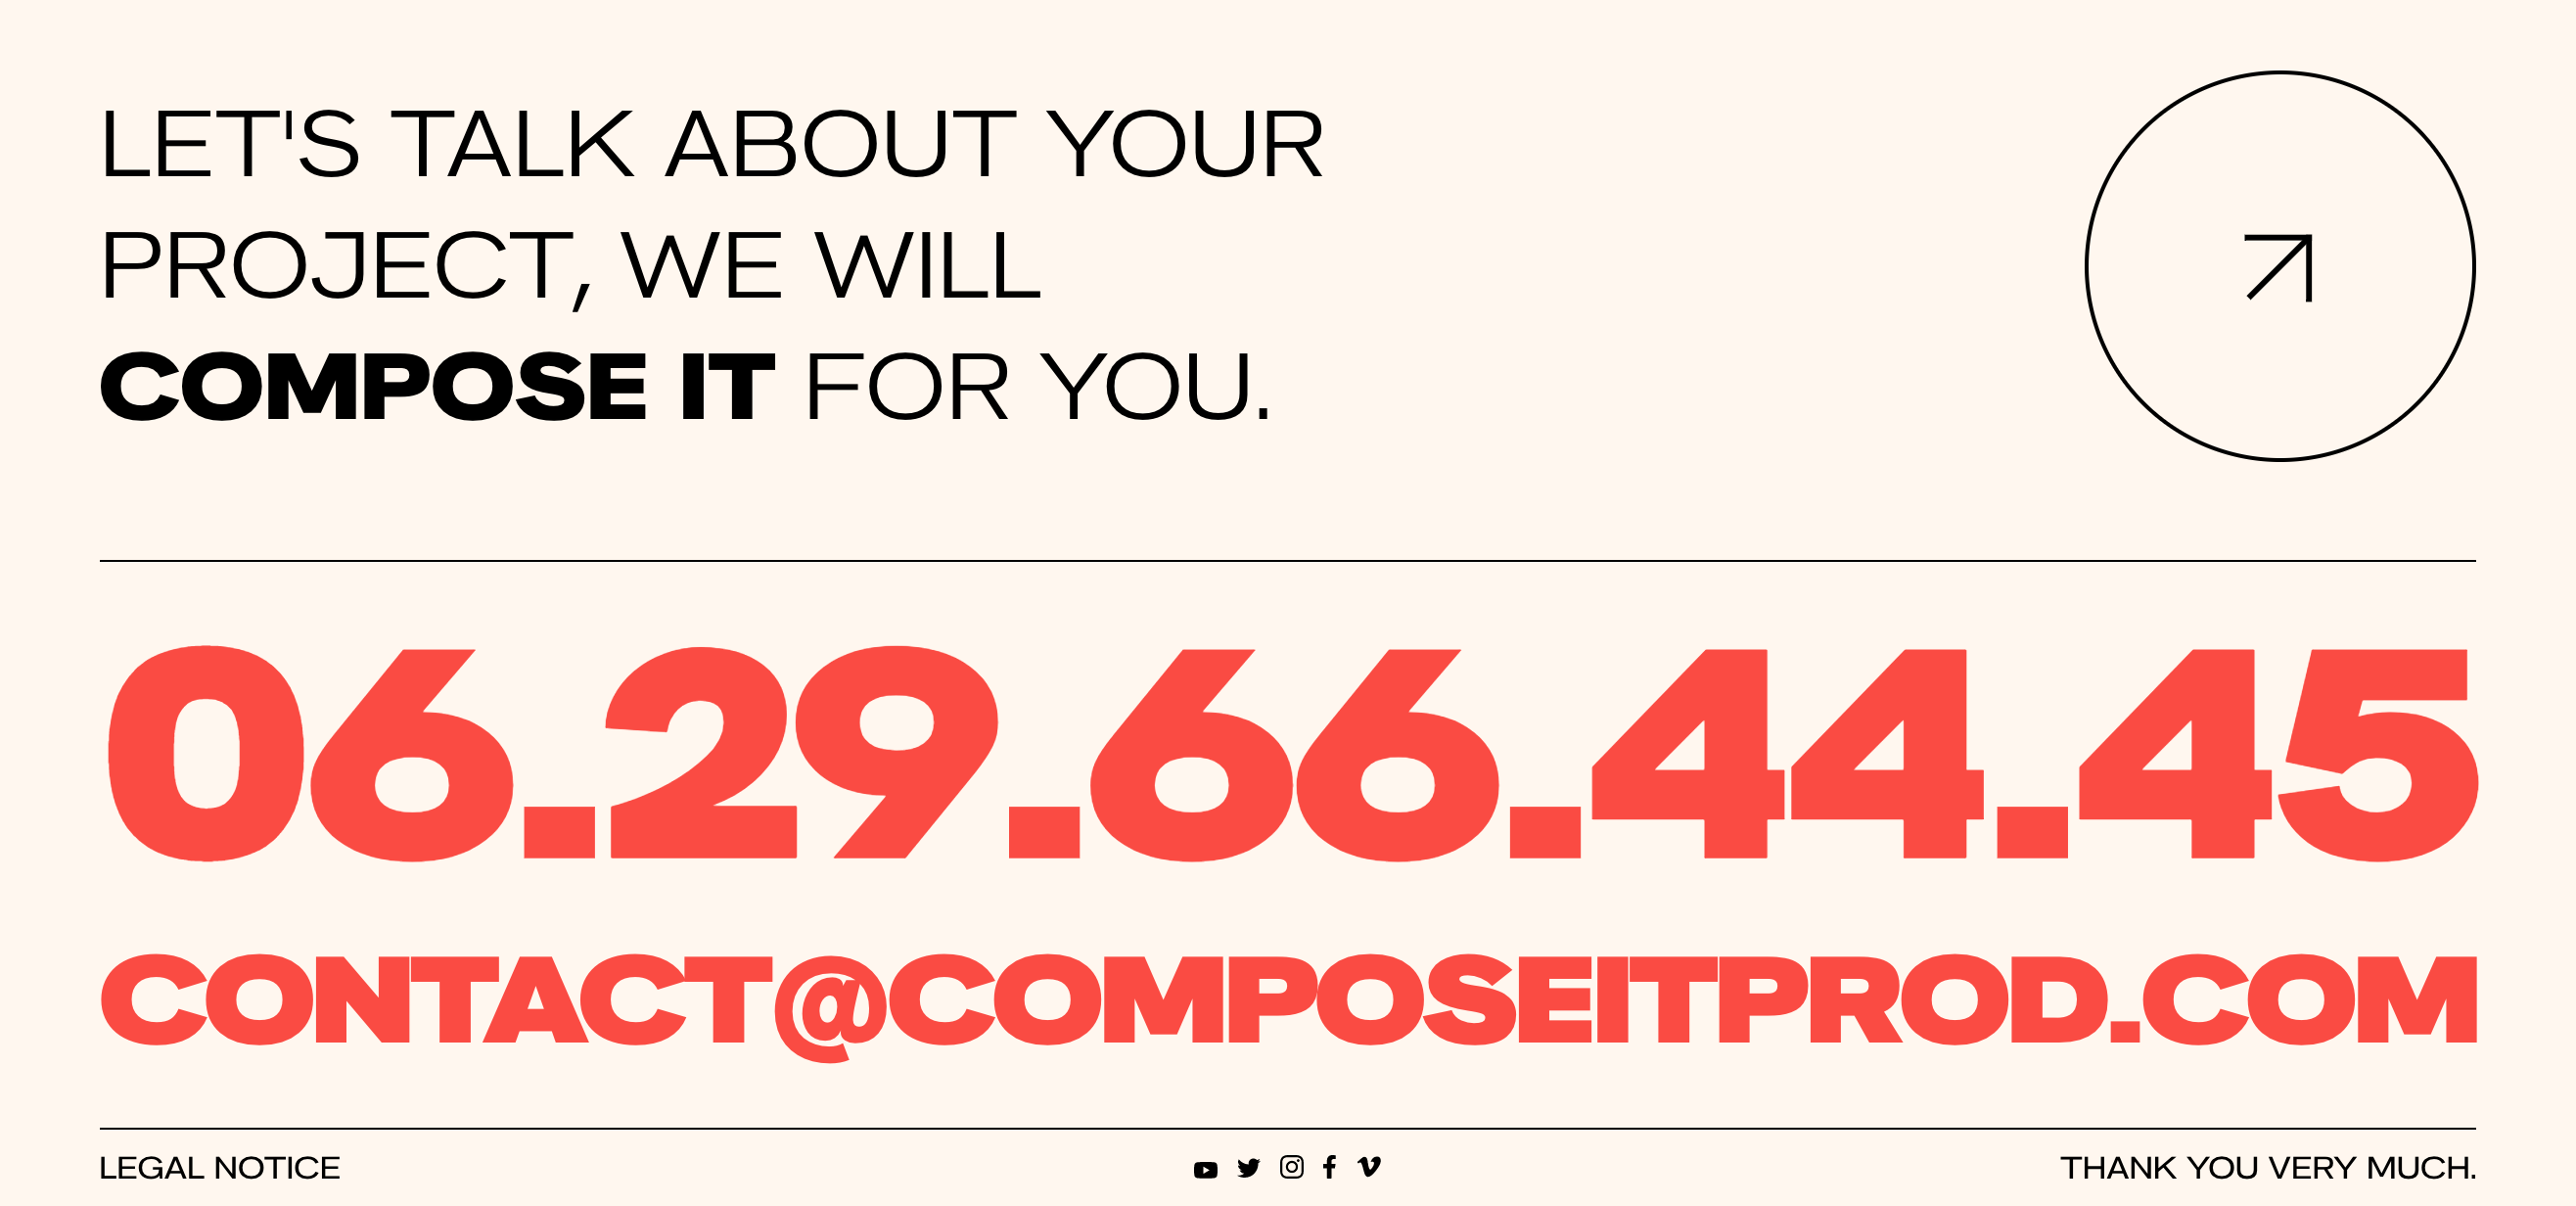 LET'S TALK ABOUT YOUR
PROJECT, WE WILL
COMPOSE IT FOR YOU.
06.29.66.44.45
CONTACT@COMPOSEITPROD.COM
LEGAL NOTICE
THANK YOU VERY MUCH.